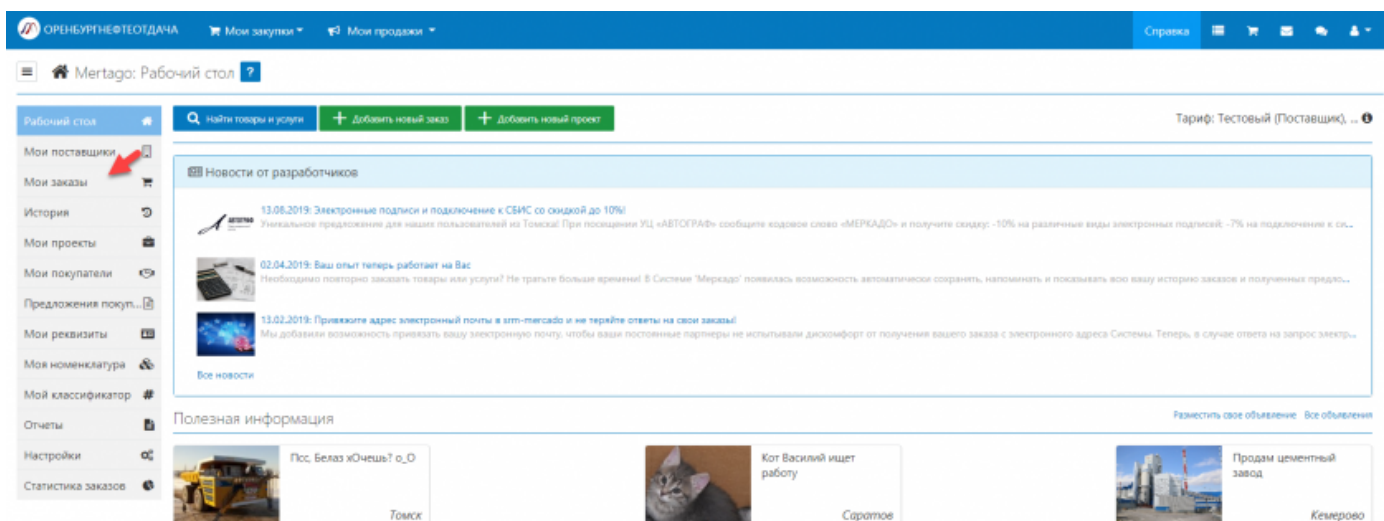 ОРЕНБУРГНЕФТЕОТДАЧА
Мои закупки
Мои продажи
Справка
Mertago: Рабочий стол ?
Рабочий стол
Мои поставщики
Мои заказы
История
Мои проекты
Мои покупатели
Предложения покуп...
Мои реквизиты
Моя номенклатура
Мой классификатор
Отчеты
Настройки
Статистика заказов
Найти товары и услуги
Добавить новый заказ
Добавить новый проект
Тариф: Тестовый (Поставщик), ...
Новости от разработчиков
АВТОГРАФ
13.08.2019: Электронные подписи и подключение к СБИС со скидкой до 10%!
Уникальное предложение для наших пользователей из Томска! При посещении УЦ «АВТОГРАФ» сообщите кодовое слово «МЕРКАДО» и получите скидку: -10% на различные виды электронных подписей; -7% на подключение к си...
02.04.2019: Ваш опыт теперь работает на Вас
Необходимо повторно заказать товары или услуги? Не тратьте больше времени! В Системе 'Меркадо' появилась возможность автоматически сохранять, напоминать и показывать всю вашу историю заказов и полученных предло...
13.02.2019: Привяжите адрес электронный почты в srm-mercado и не теряйте ответы на свои заказы!
Мы добавили возможность привязать вашу электронную почту, чтобы ваши постоянные партнеры не испытывали дискомфорт от получения вашего заказа с электронного адреса Системы. Теперь, в случае ответа на запрос электр...
Все новости
Полезная информация
Разместить свое объявление Все объявления
Псс, Белаз хОчешь? о_О
Томск
Кот Василий ищет
работу
Саратов
Продам цементный
завод
Кемерово